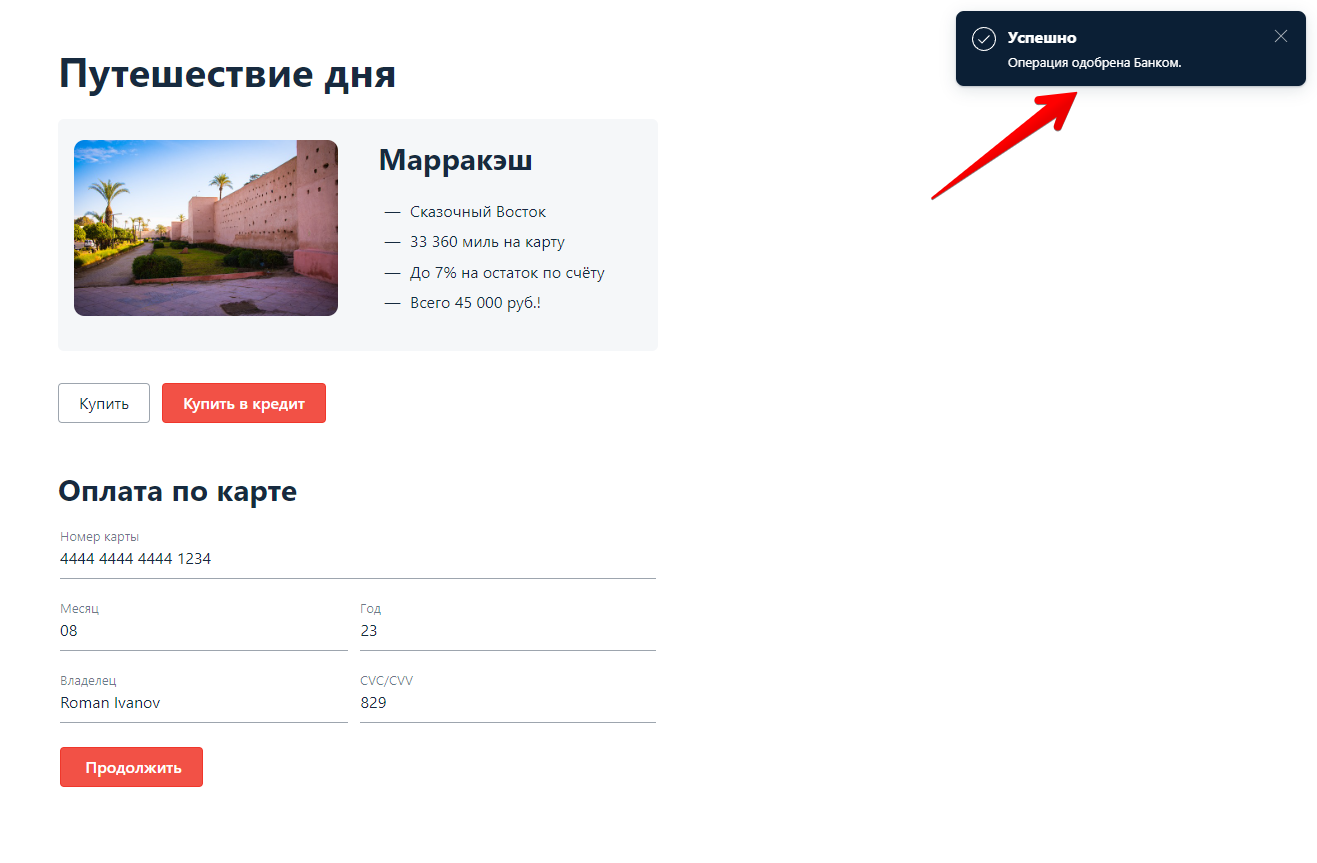 Путешествие дня
Марракэш
— Сказочный Восток
— 33 360 миль на карту
— До 7% на остаток по счёту
— Всего 45 000 руб.!
Купить
Купить в кредит
Оплата по карте
Номер карты
4444 4444 4444 1234
Месяц
08
Год
23
Владелец
Roman Ivanov
CVC/CVV
829
Продолжить
Успешно
Операция одобрена Банком.